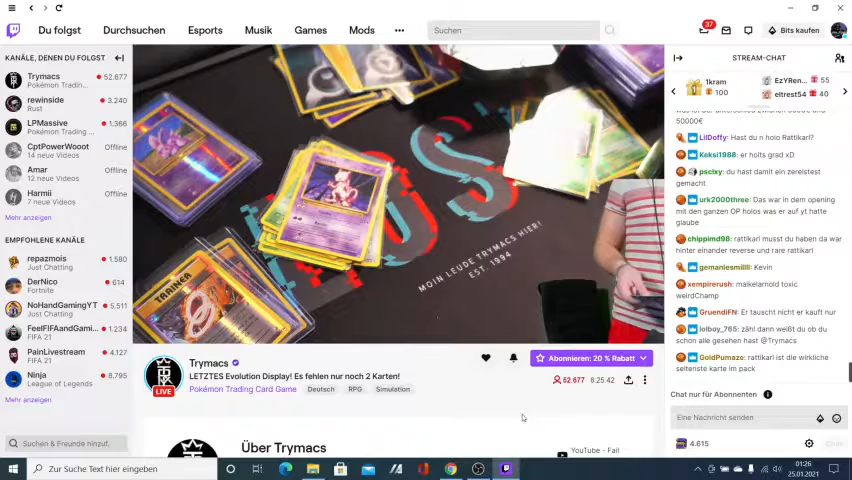 Du folgst
Durchsuchen
Esports
Musik
Games
Mods
Suchen
37
Bits kaufen
KANÄLE, DENEN DU FOLGST
Trymacs
52.677
Pokémon Tradin...
rewinside
3.240
Rust
LPMassive
1.366
Pokémon Trading ...
CptPowerWooot
Offline
14 neue Videos
Amar
Offline
12 neue Videos
Harmii
Offline
7 neue Videos
Mehr anzeigen
EMPFOHLENE KANÄLE
repazmois
1.580
Just Chatting
DerNico
614
Fortnite
NoHandGamingYT
5.511
Just Chatting
FeelFIFAandGami...
1.234
FIFA 21
PainLivestream
4.127
FIFA 21
Ninja
8.795
League of Legends
Mehr anzeigen
Suchen & Freunde hinzuf.
TRAINER
MOIN LEUDE TRYMACS HIER!
EST. 1994
LIVE
Trymacs
LETZTES Evolution Display! Es fehlen nur noch 2 Karten!
Pokémon Trading Card Game
Deutsch
RPG
Simulation
Abonnieren: 20 % Rabatt
52.677
8:25:42
Über Trymacs
YouTube - Fail
STREAM-CHAT
1kram
100
EzYRen...
55
eltrest54
40
50000€
LilDoffy: Hast du n holo Rattikarl?
Keksi1988: er holts grad xD
psctxy: du hast damit ein zereistest
gemacht
urk2000three: Das war in dem opening
mit den ganzen OP holos was er auf yt hatte
glaube
chippimd98: rattikarl musst du haben da war
hinter einander reverse und rare rattikarl
gemaniesmilll: Kevin
xempirerush: maikelarnold toxic
weirdChamp
GruendiFN: Er tauscht nicht er kauft nur
lolboy_765: zähl dann weißt du ob du
schon alle gesehen hast @Trymacs
GoldPumaze: rattikarl ist die wirkliche
seltenste karte im pack
Chat nur für Abonnenten
Eine Nachricht senden
4.615
Chat
Zur Suche Text hier eingeben
01:26
25.01.2021